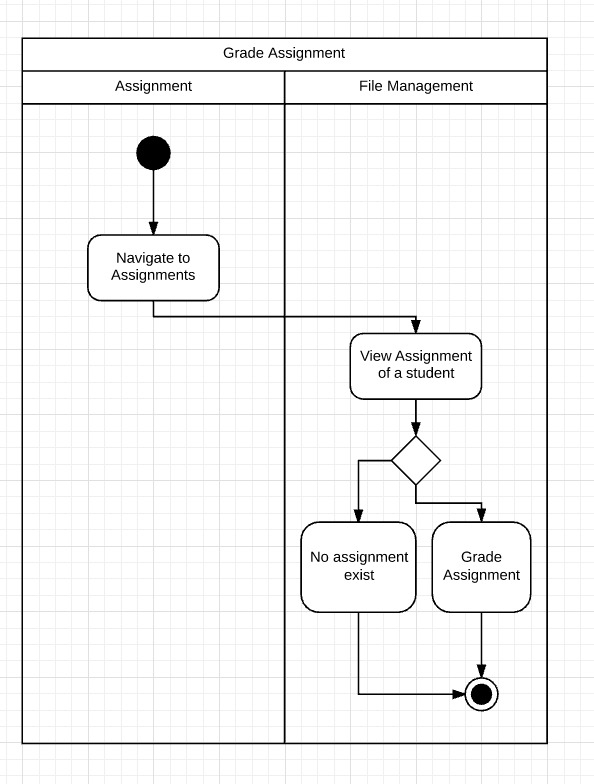 Grade Assignment
Assignment
File Management
Navigate to
Assignments
View Assignment
of a student
No assignment
exist
Grade
Assignment